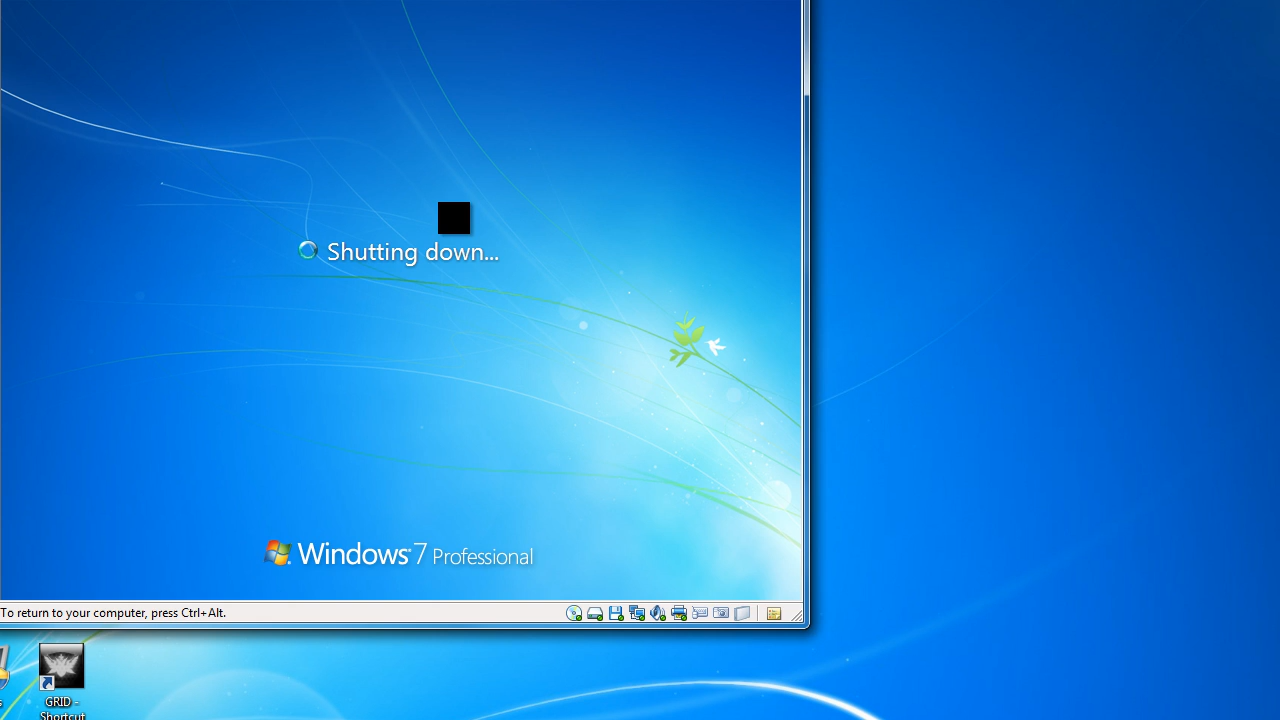 Shutting down...
Windows 7 Professional
To return to your computer, press Ctrl+Alt.
GRID -
Shortcut